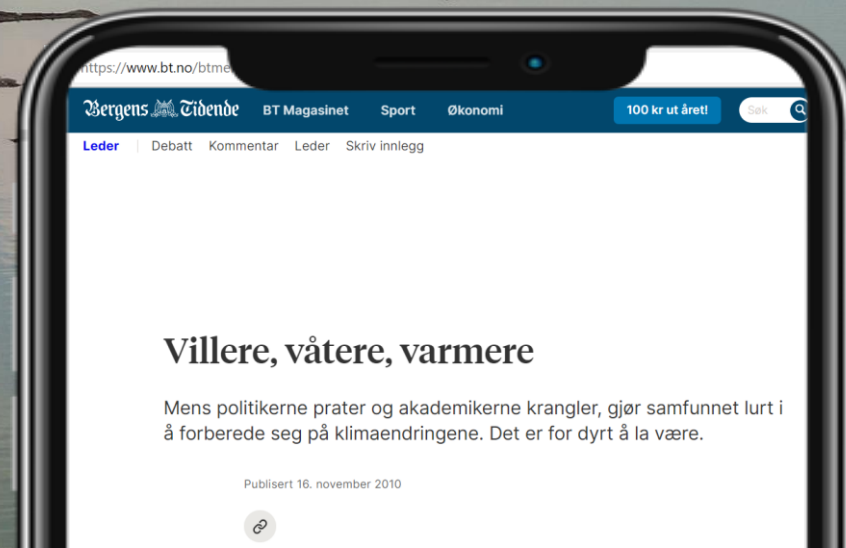 https://www.bt.no/btme
Bergens Tidende BT Magasinet Sport Økonomi 100 kr ut året! Søk
Leder Debatt Kommentar Leder Skriv innlegg
Villere, våtere, varmere
Mens politikerne prater og akademikerne krangler, gjør samfunnet lurt i
å forberede seg på klimaendringene. Det er for dyrt å la være.
Publisert 16. november 2010